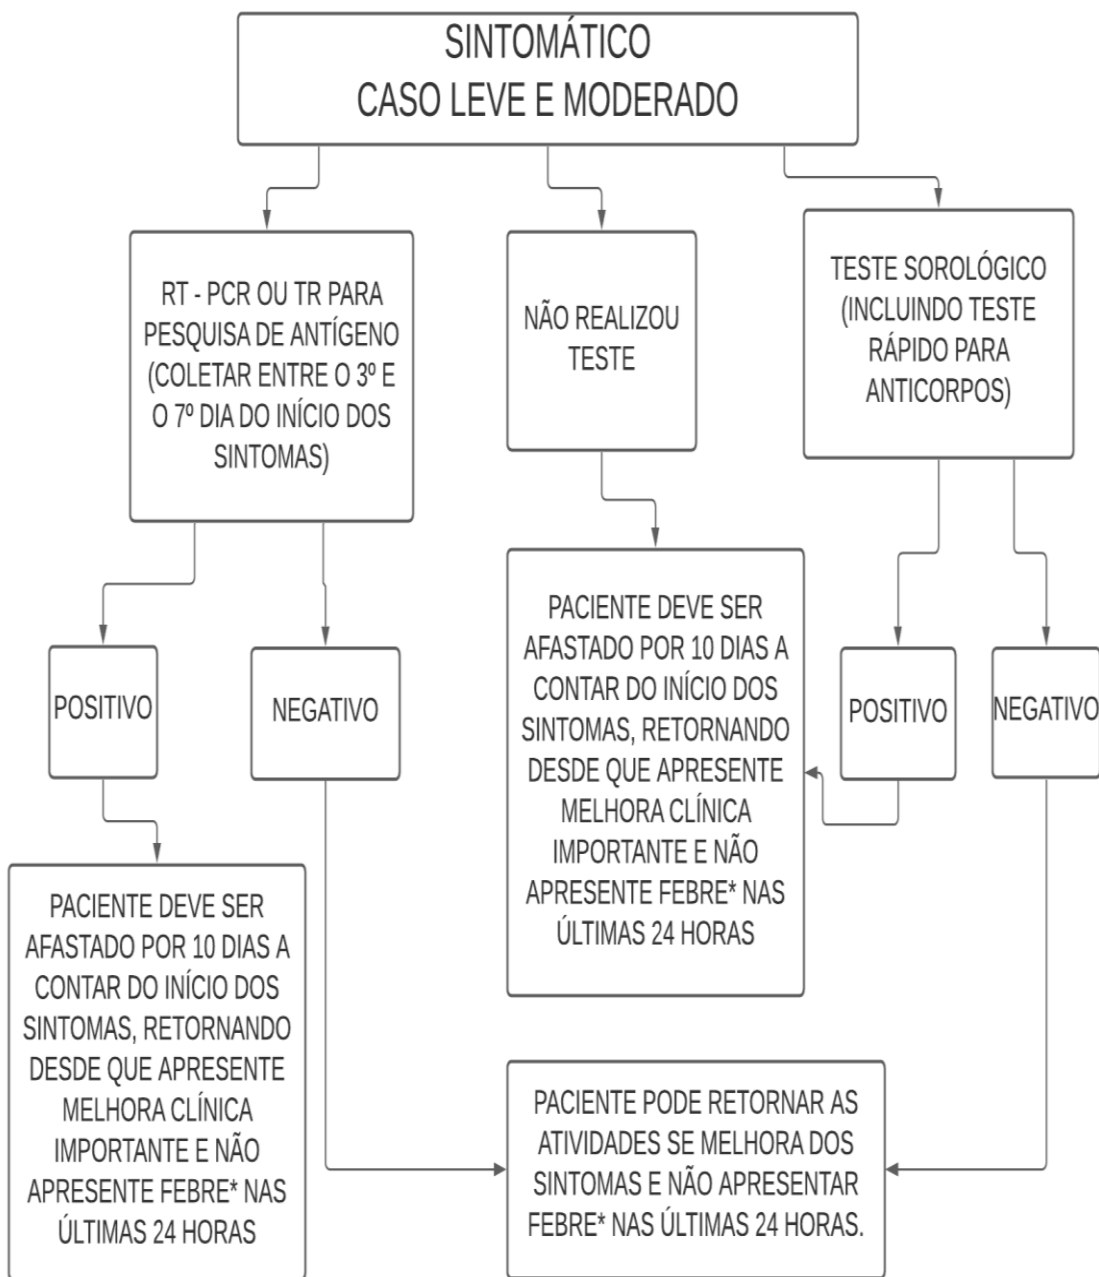 SINTOMÁTICO
CASO LEVE E MODERADO
RT - PCR OU TR PARA
PESQUISA DE ANTÍGENO
(COLETAR ENTRE O 3º E
O 7º DIA DO INÍCIO DOS
SINTOMAS)
NÃO REALIZOU
TESTE
TESTE SOROLÓGICO
(INCLUINDO TESTE
RÁPIDO PARA
ANTICORPOS)
POSITIVO
NEGATIVO
PACIENTE DEVE SER
AFASTADO POR 10 DIAS A
CONTAR DO INÍCIO DOS
SINTOMAS, RETORNANDO
DESDE QUE APRESENTE
MELHORA CLÍNICA
IMPORTANTE E NÃO
APRESENTE FEBRE* NAS
ÚLTIMAS 24 HORAS
POSITIVO
NEGATIVO
PACIENTE DEVE SER
AFASTADO POR 10 DIAS A
CONTAR DO INÍCIO DOS
SINTOMAS, RETORNANDO
DESDE QUE APRESENTE
MELHORA CLÍNICA
IMPORTANTE E NÃO
APRESENTE FEBRE* NAS
ÚLTIMAS 24 HORAS
PACIENTE PODE RETORNAR AS
ATIVIDADES SE MELHORA DOS
SINTOMAS E NÃO APRESENTAR
FEBRE* NAS ÚLTIMAS 24 HORAS.